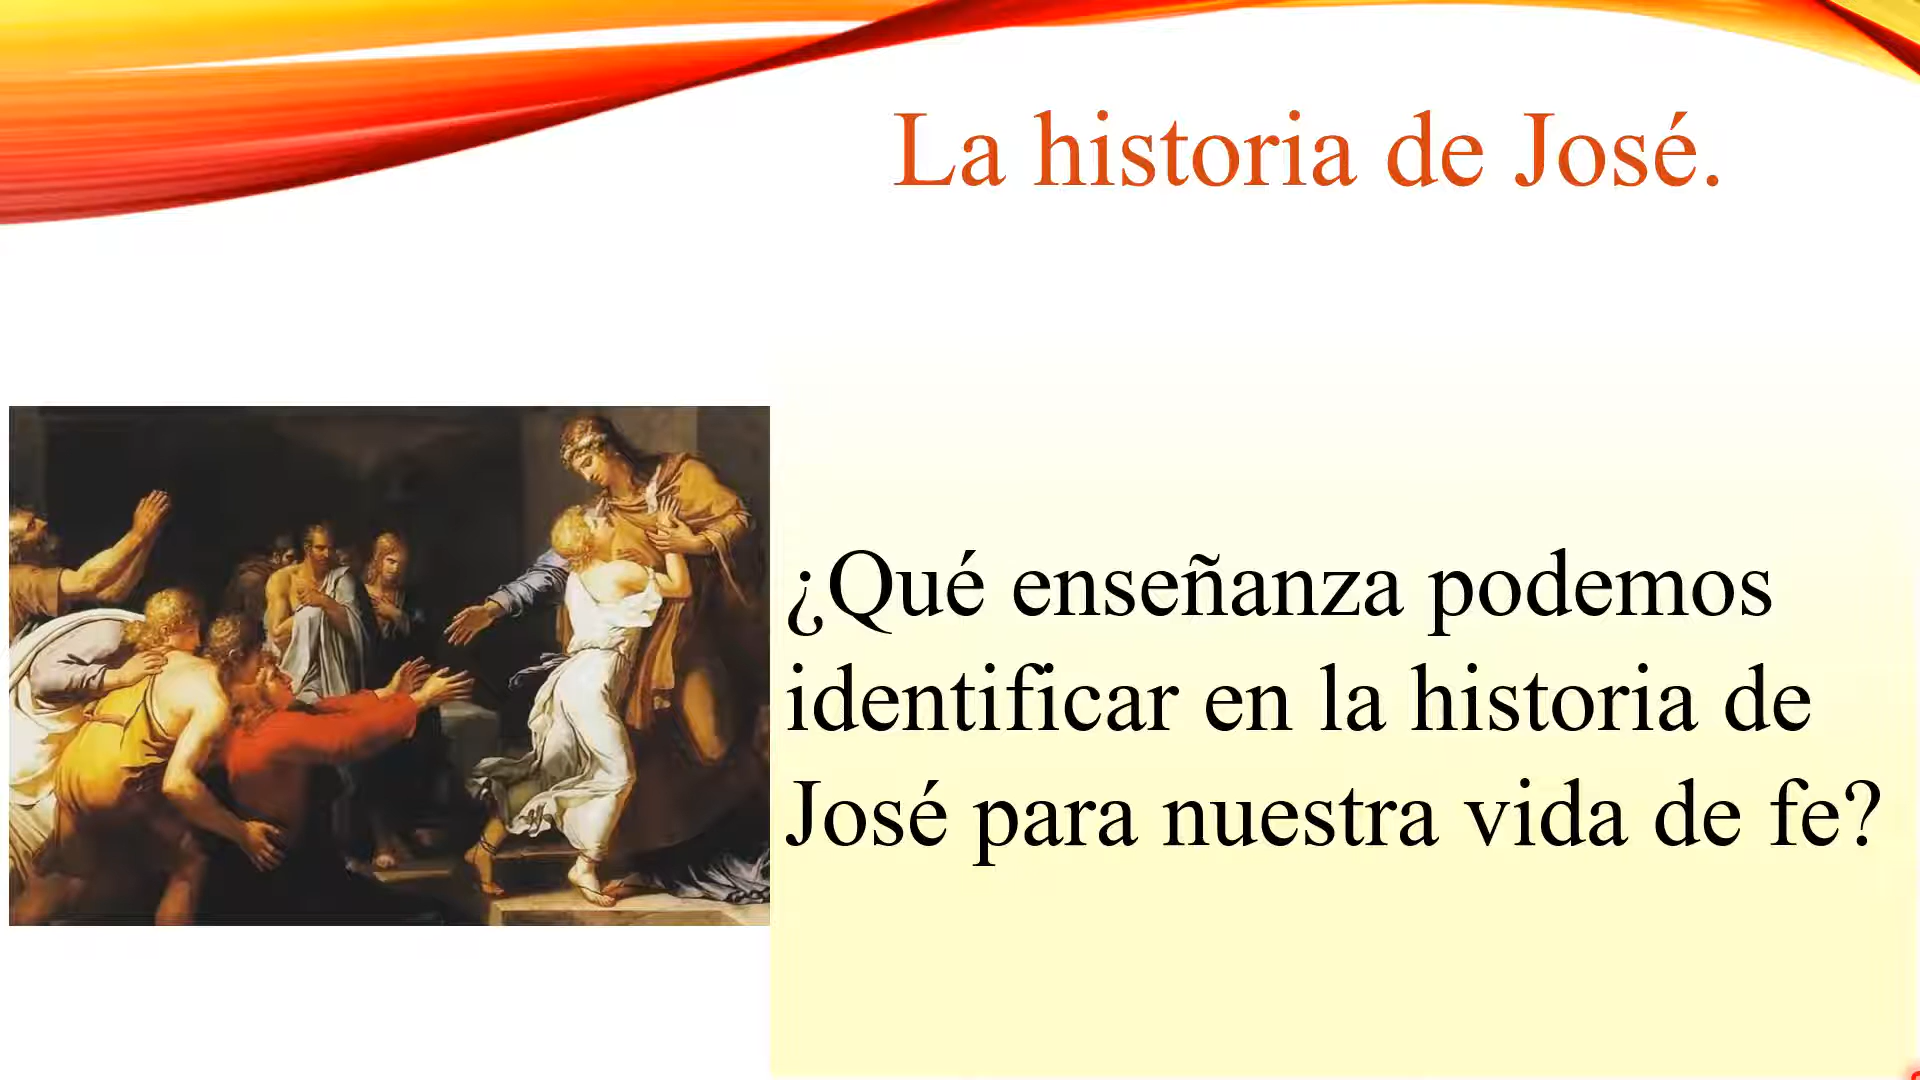 La historia de José.
¿Qué enseñanza podemos
identificar en la historia de
José para nuestra vida de fe?